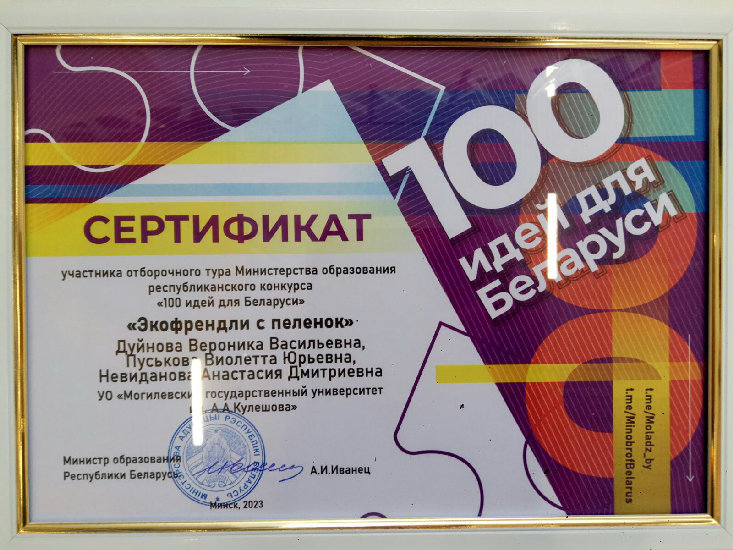 100
идей для
Беларуси
СЕРТИФИКАТ
участника отборочного тура Министерства образования
республиканского конкурса
«100 идей для Беларуси»
«Экофрендли с пеленок»
Дуйнова Вероника Васильевна,
Пуськова Виолетта Юрьевна,
Невиданова Анастасия Дмитриевна
УО «Могилевский государственный университет
им. А.А.Кулешова»
Министр образования
Республики Беларусь
А.И.Иванец
Минск, 2023
t.me/Moladz_by
t.me/MinobrofBelarus